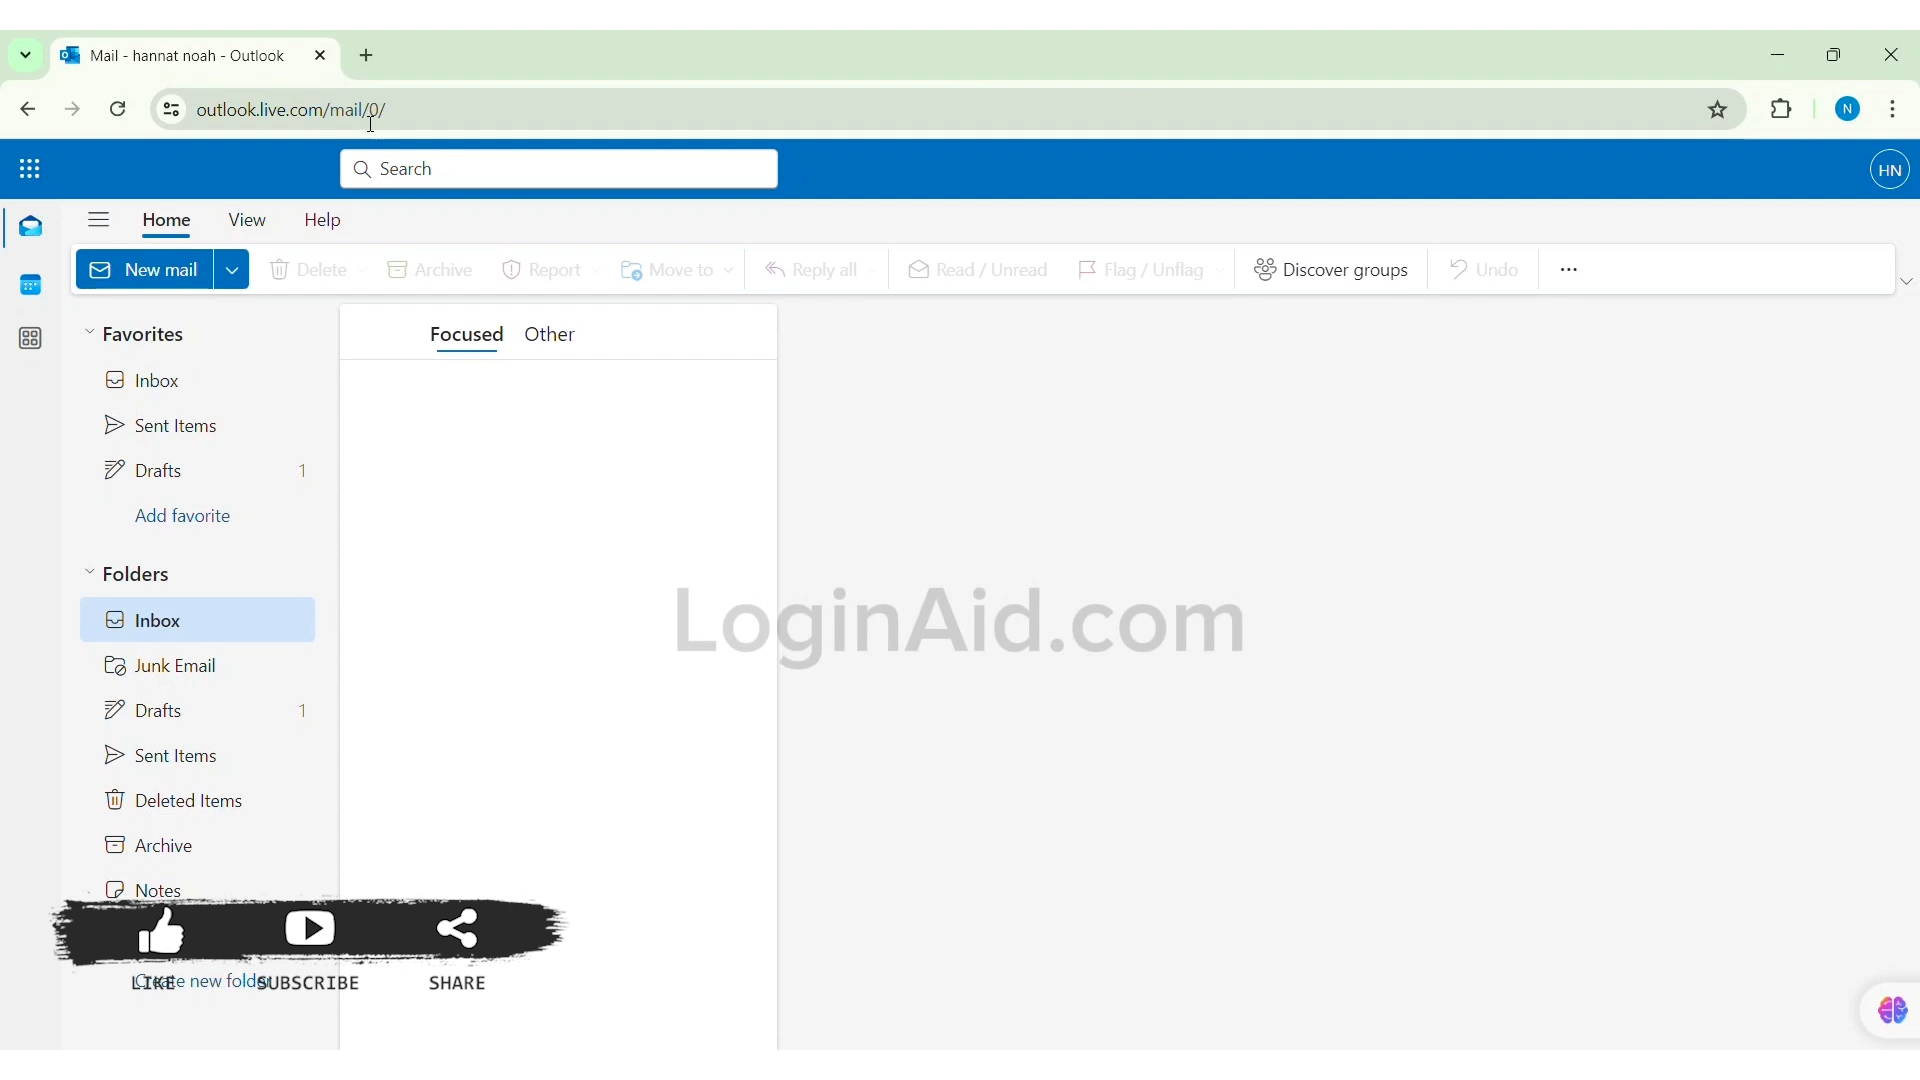 Mail - hannat noah - Outlook
outlook.live.com/mail/0/
N
Search
HN
Home View Help
New mail Delete Archive Report Move to Reply all Read / Unread Flag / Unflag Discover groups Undo
Favorites
Focused Other
Inbox
Sent Items
Drafts 1
Add favorite
Folders
Inbox
LoginAid.com
Junk Email
Drafts 1
Sent Items
Deleted Items
Archive
Notes
Create new folder
LIKE SUBSCRIBE SHARE